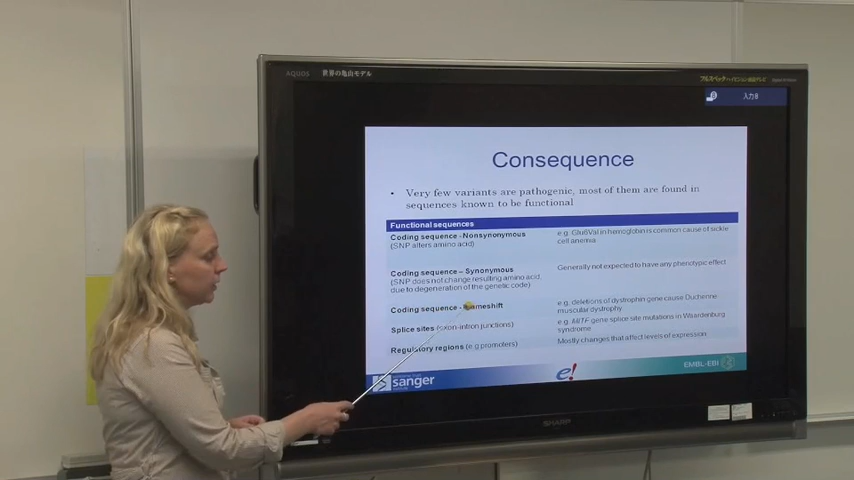 AQUOS 世界の亀山モデル
入力8
Consequence
• Very few variants are pathogenic, most of them are found in
sequences known to be functional
Functional sequences
Coding sequence - Nonsynonymous
(SNP alters amino acid)
e.g. Glu6Val in hemoglobin is common cause of sickle
cell anemia
Coding sequence – Synonymous
(SNP does not change resulting amino acid,
due to degeneration of the genetic code)
Generally not expected to have any phenotypic effect
Coding sequence - Frameshift
e.g. deletions of dystrophin gene cause Duchenne
muscular dystrophy
Splice sites (exon-intron junctions)
e.g. MITF gene splice site mutations in Waardenburg
syndrome
Regulatory regions (e.g promoters)
Mostly changes that affect levels of expression
sanger
e!
EMBL-EBI
SHARP